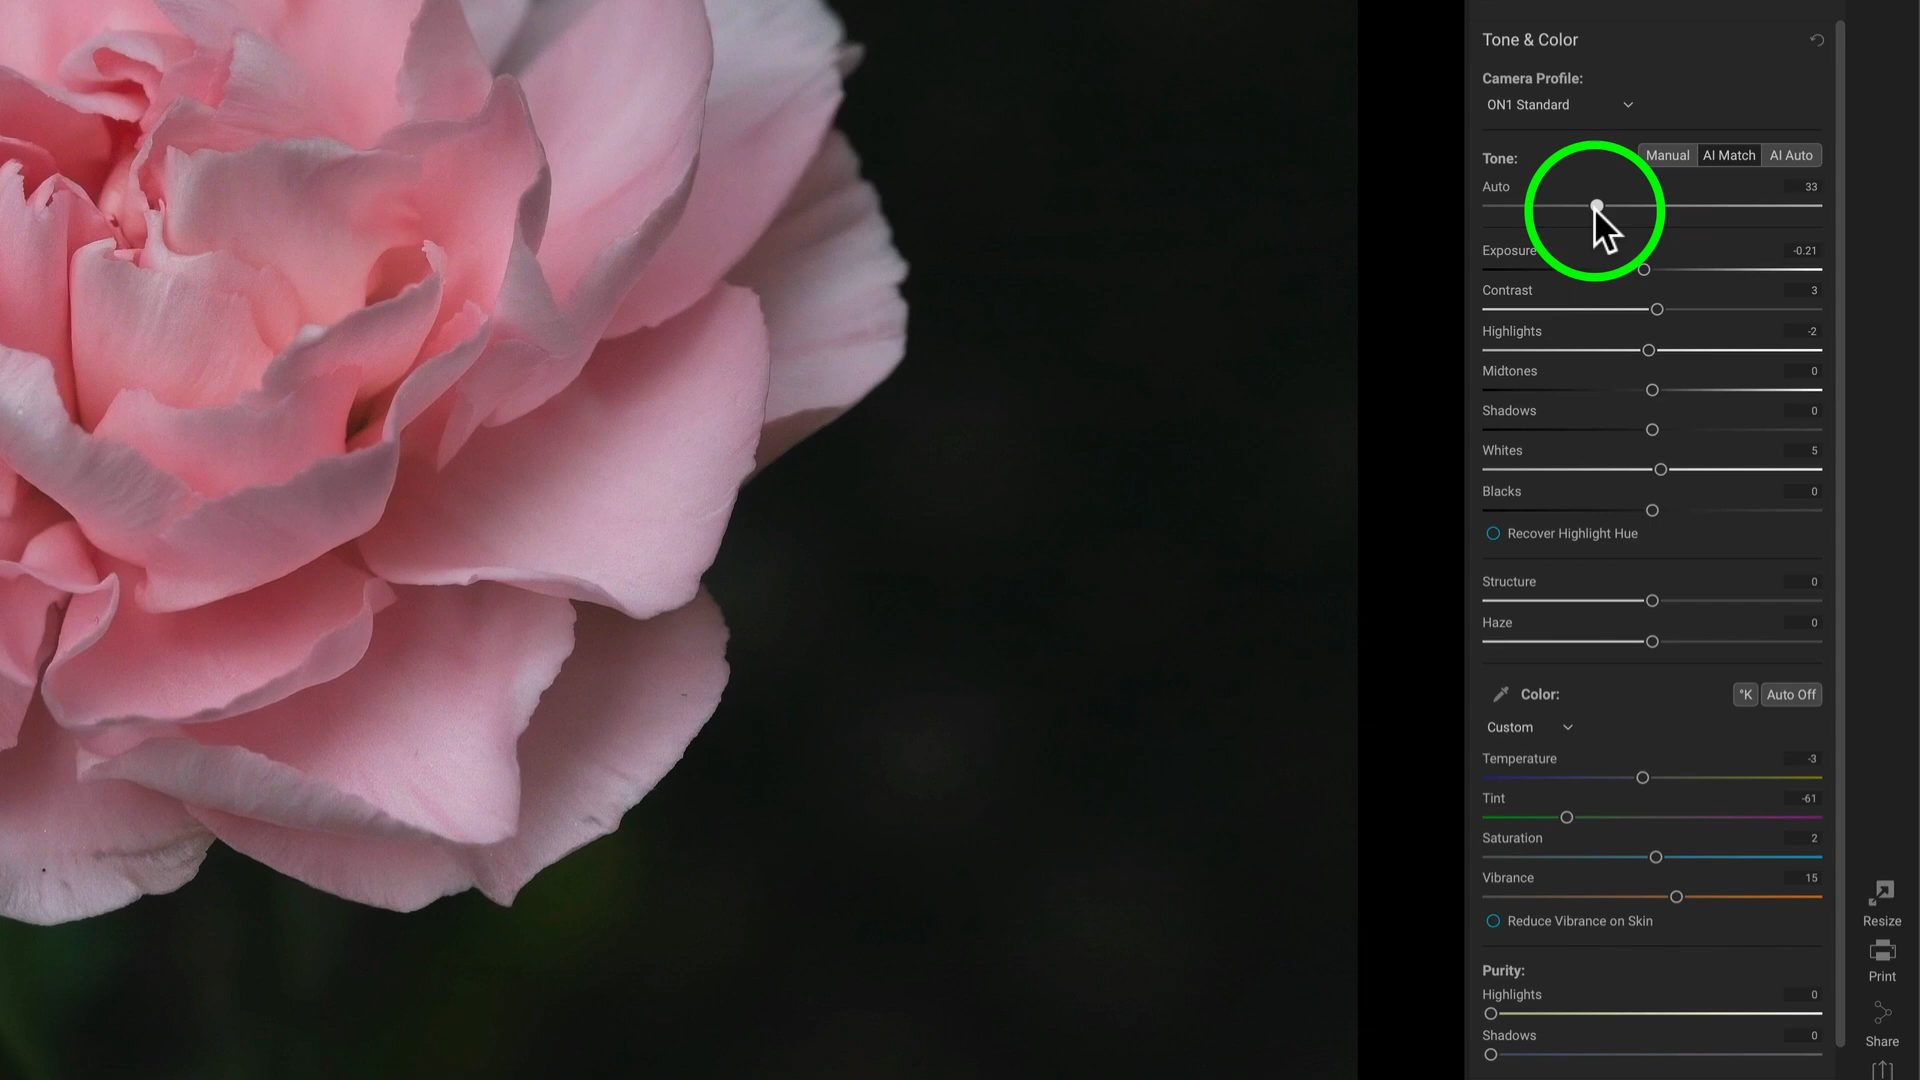 Tone & Color
Camera Profile:
ON1 Standard
Tone: Manual AI Match AI Auto
Auto 33
Exposure -0.21
Contrast 3
Highlights -2
Midtones 0
Shadows 0
Whites 5
Blacks 0
Recover Highlight Hue
Structure 0
Haze 0
Color: °K Auto Off
Custom
Temperature -3
Tint -61
Saturation 2
Vibrance 15
Reduce Vibrance on Skin
Purity:
Highlights 0
Shadows 0
Resize
Print
Share